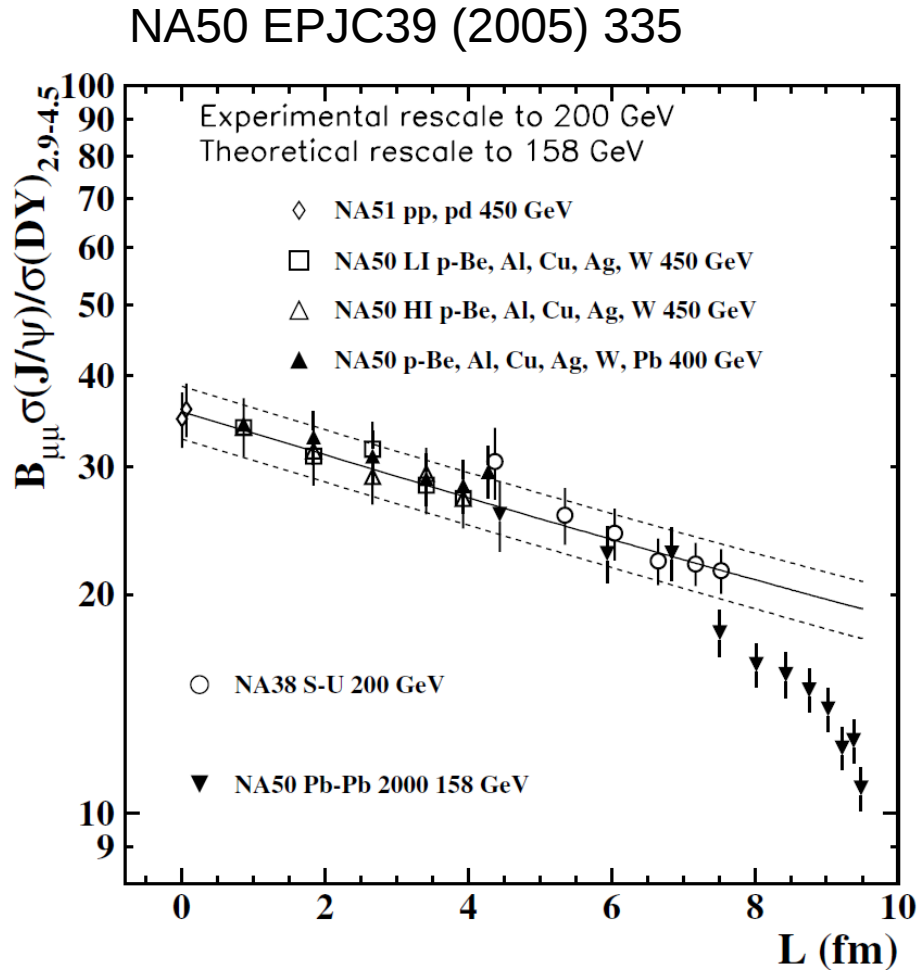 NA50 EPJC39 (2005) 335
Experimental rescale to 200 GeV
Theoretical rescale to 158 GeV
NA51 pp, pd 450 GeV
NA50 LI p-Be, Al, Cu, Ag, W 450 GeV
NA50 HI p-Be, Al, Cu, Ag, W 450 GeV
NA50 p-Be, Al, Cu, Ag, W, Pb 400 GeV
NA38 S-U 200 GeV
NA50 Pb-Pb 2000 158 GeV
B_μμ σ(J/ψ)/σ(DY)_2.9-4.5
100
90
80
70
60
50
40
30
20
10
9
0 2 4 6 8 10
L (fm)